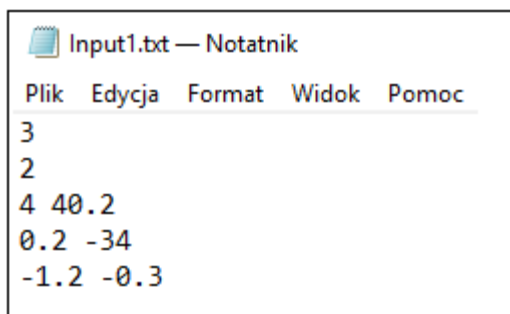 Input1.txt — Notatnik
Plik Edycja Format Widok Pomoc
3
2
4 40.2
0.2 -34
-1.2 -0.3